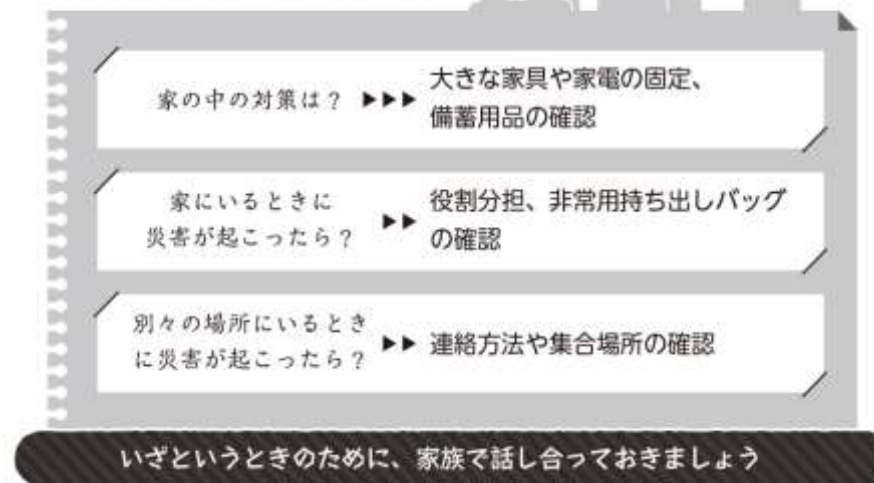 家の中の対策は？ ▶▶▶
大きな家具や家電の固定、
備蓄用品の確認
家にいるときに
災害が起こったら？ ▶▶
役割分担、非常用持ち出しバッグ
の確認
別々の場所にいるとき
に災害が起こったら？ ▶▶
連絡方法や集合場所の確認
いざというときのために、家族で話し合っておきましょう